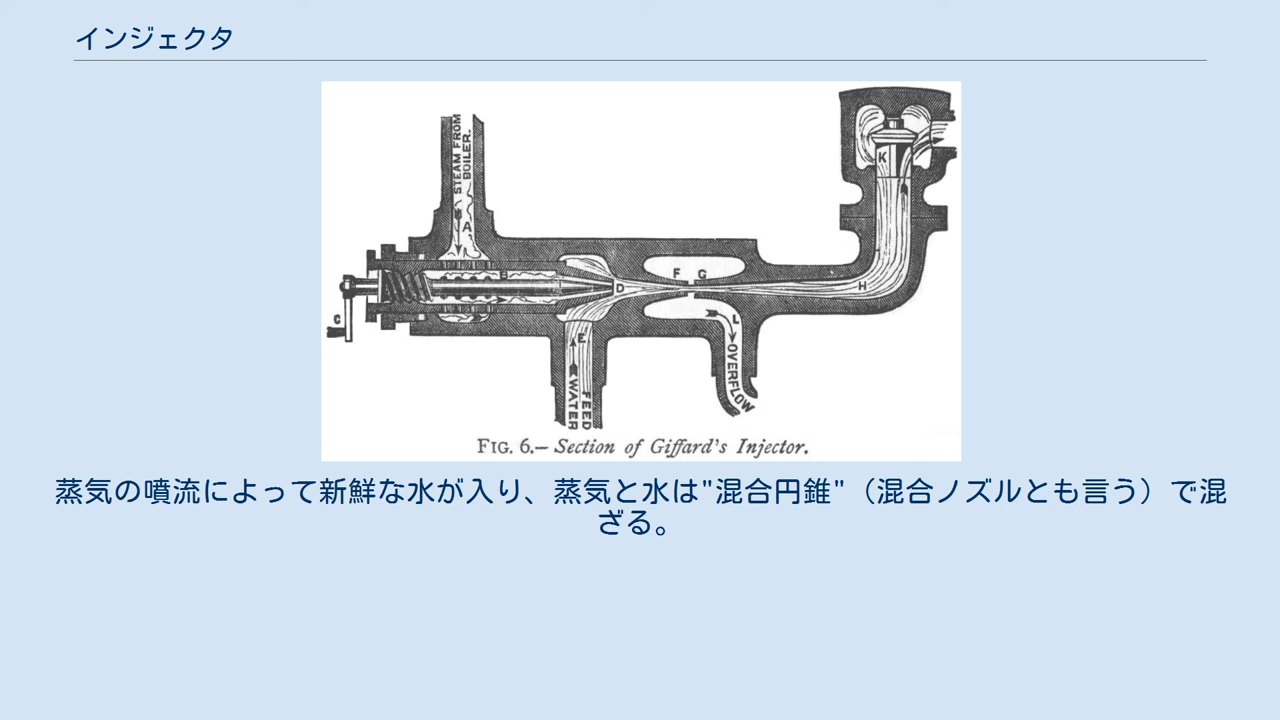 インジェクタ
STEAM FROM
BOILER.
A
B
C
D
E
F
G
H
K
L
FEED
WATER
OVERFLOW
FIG. 6.— Section of Giffard's Injector.
蒸気の噴流によって新鮮な水が入り、蒸気と水は"混合円錐"（混合ノズルとも言う）で混
ざる。